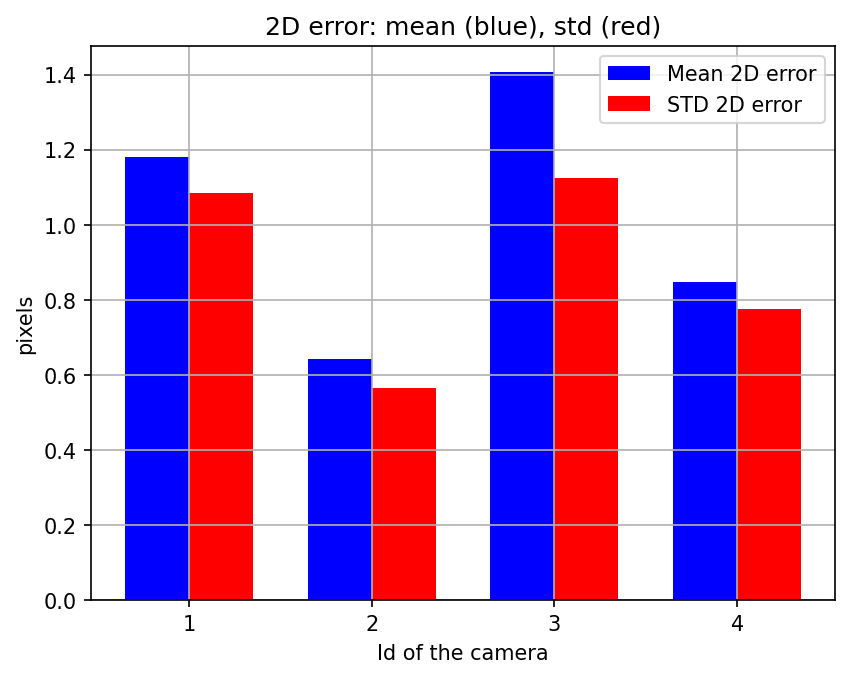 2D error: mean (blue), std (red)
Mean 2D error
STD 2D error
1.4
1.2
1.0
0.8
0.6
0.4
0.2
0.0
pixels
1 2 3 4
Id of the camera